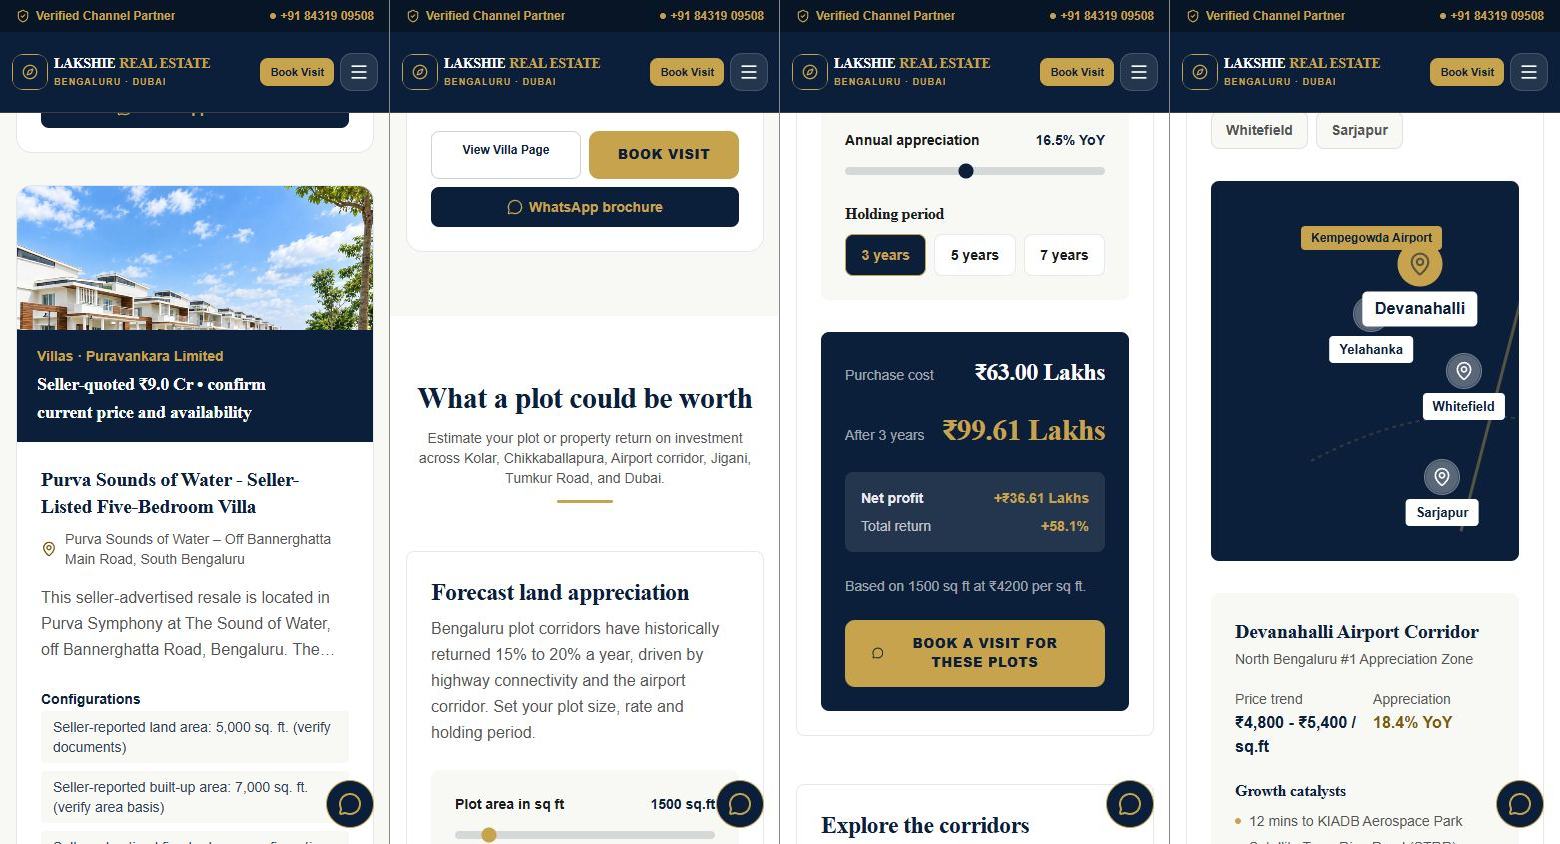 Verified Channel Partner
+91 84319 09508
LAKSHIE REAL ESTATE
BENGALURU · DUBAI
Book Visit
Villas · Puravankara Limited
Seller-quoted ₹9.0 Cr • confirm
current price and availability
Purva Sounds of Water - Seller-
Listed Five-Bedroom Villa
Purva Sounds of Water – Off Bannerghatta
Main Road, South Bengaluru
This seller-advertised resale is located in
Purva Symphony at The Sound of Water,
off Bannerghatta Road, Bengaluru. The…
Configurations
Seller-reported land area: 5,000 sq. ft. (verify
documents)
Seller-reported built-up area: 7,000 sq. ft.
(verify area basis)
Verified Channel Partner
+91 84319 09508
LAKSHIE REAL ESTATE
BENGALURU · DUBAI
Book Visit
View Villa Page
BOOK VISIT
WhatsApp brochure
What a plot could be worth
Estimate your plot or property return on investment
across Kolar, Chikkaballapura, Airport corridor, Jigani,
Tumkur Road, and Dubai.
Forecast land appreciation
Bengaluru plot corridors have historically
returned 15% to 20% a year, driven by
highway connectivity and the airport
corridor. Set your plot size, rate and
holding period.
Plot area in sq ft
1500 sq.ft
Verified Channel Partner
+91 84319 09508
LAKSHIE REAL ESTATE
BENGALURU · DUBAI
Book Visit
Annual appreciation
16.5% YoY
Holding period
3 years
5 years
7 years
Purchase cost
₹63.00 Lakhs
After 3 years
₹99.61 Lakhs
Net profit
+₹36.61 Lakhs
Total return
+58.1%
Based on 1500 sq ft at ₹4200 per sq ft.
BOOK A VISIT FOR
THESE PLOTS
Explore the corridors
Verified Channel Partner
+91 84319 09508
LAKSHIE REAL ESTATE
BENGALURU · DUBAI
Book Visit
Whitefield
Sarjapur
Kempegowda Airport
Devanahalli
Yelahanka
Whitefield
Sarjapur
Devanahalli Airport Corridor
North Bengaluru #1 Appreciation Zone
Price trend
Appreciation
₹4,800 - ₹5,400 /
sq.ft
18.4% YoY
Growth catalysts
12 mins to KIADB Aerospace Park